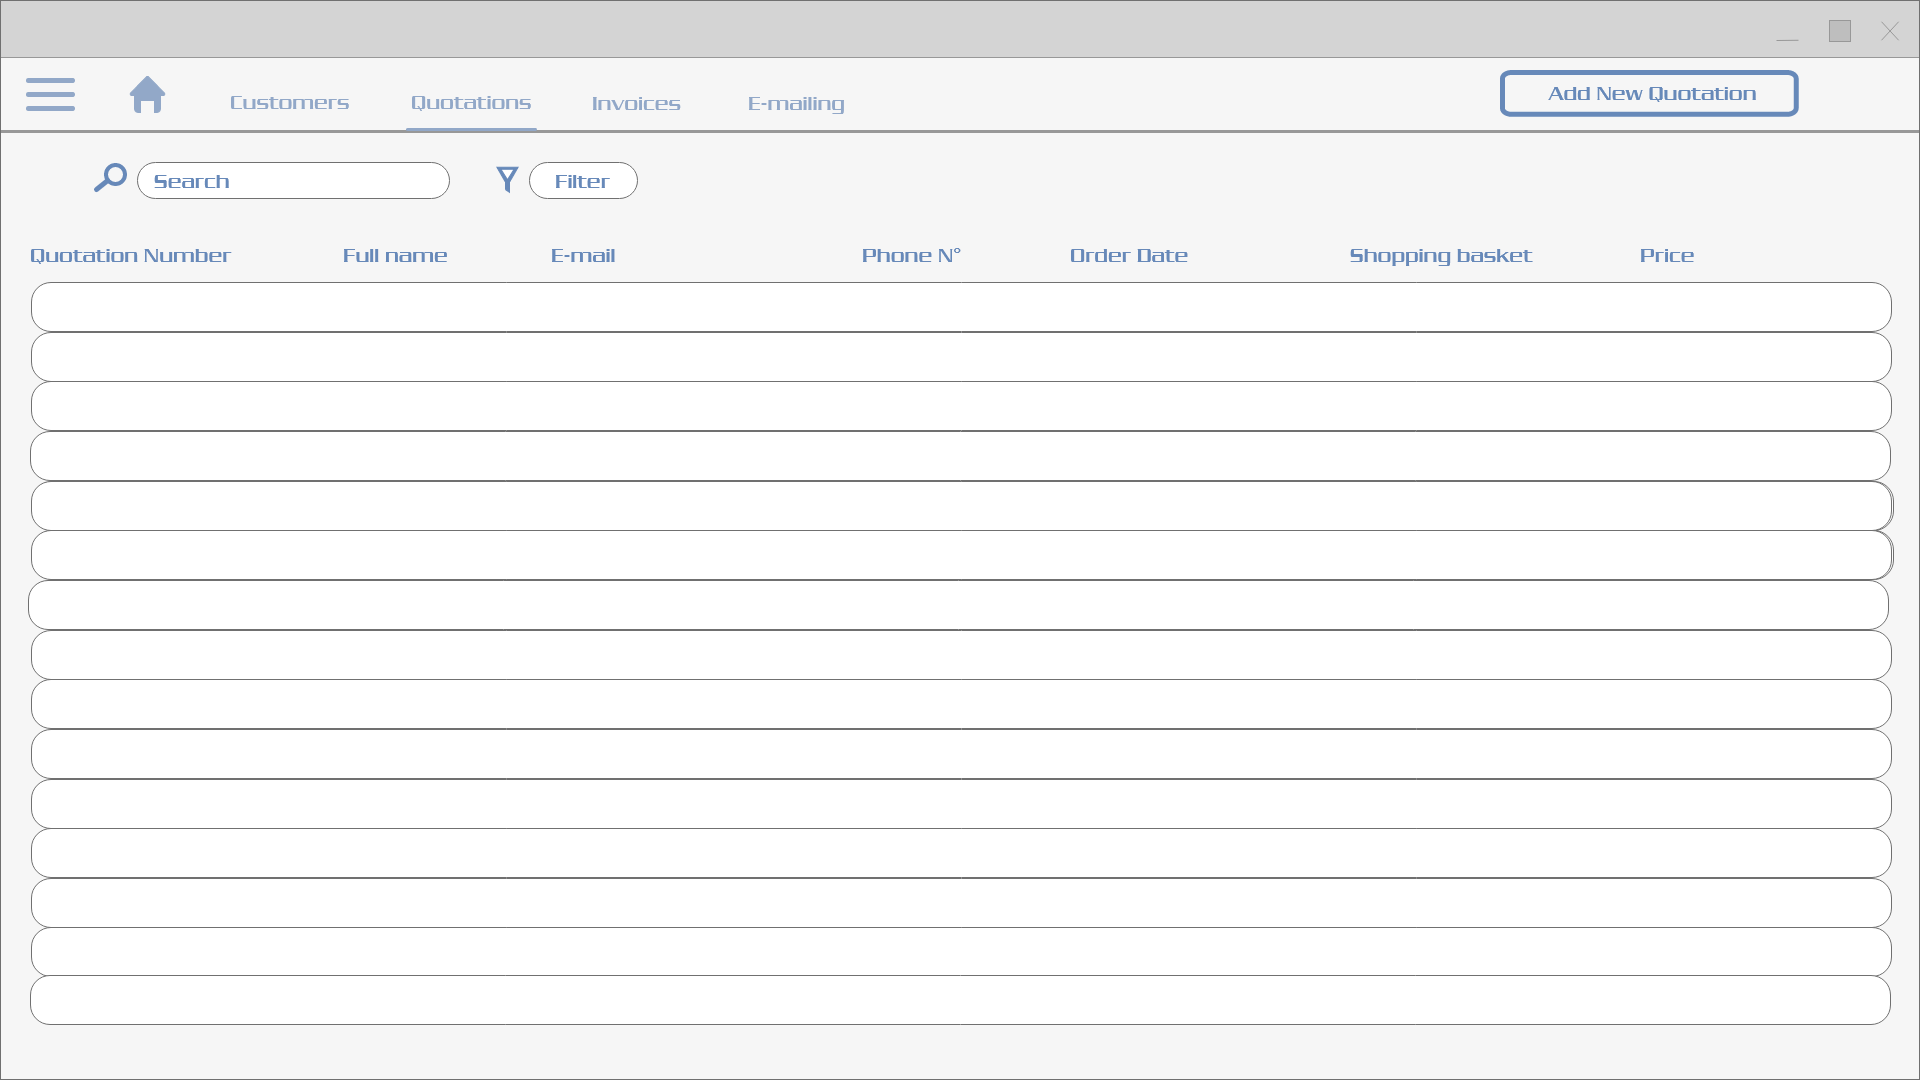 Customers Quotations Invoices E-mailing Add New Quotation
Search Filter
Quotation Number Full name E-mail Phone N° Order Date Shopping basket Price